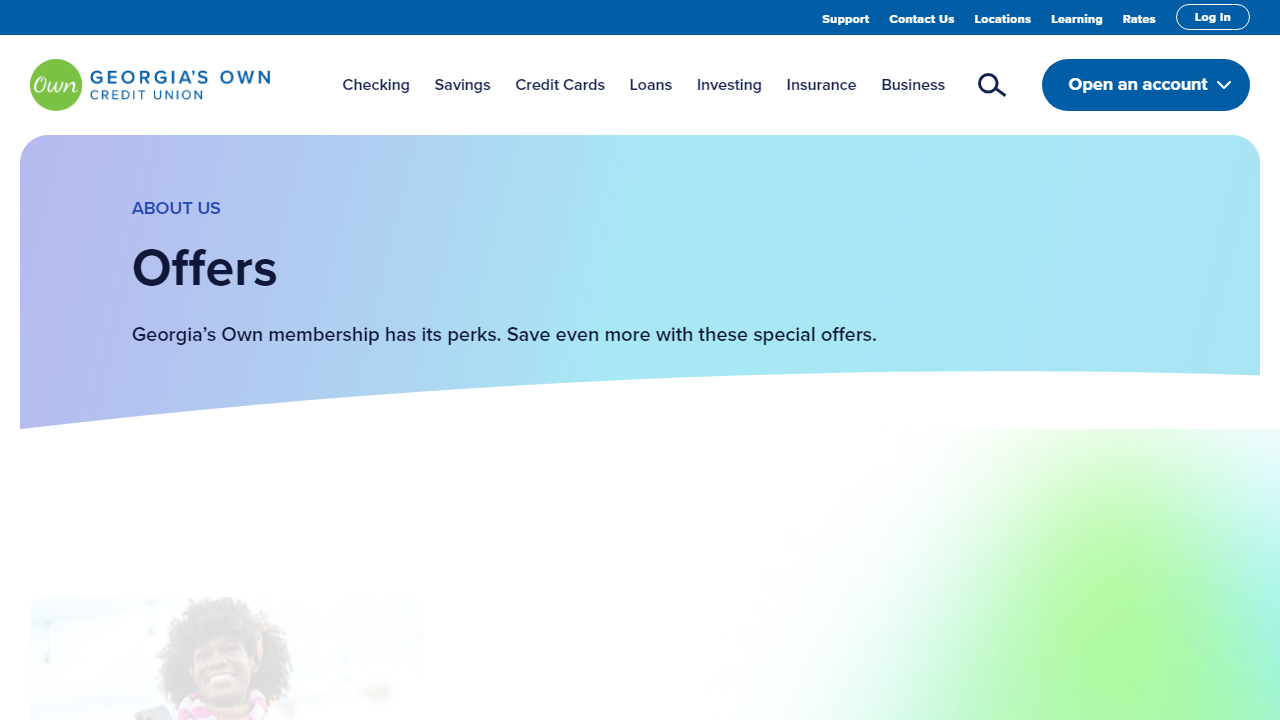 Support Contact Us Locations Learning Rates Log In
Own GEORGIA'S OWN
CREDIT UNION
Checking Savings Credit Cards Loans Investing Insurance Business Open an account
ABOUT US
Offers
Georgia’s Own membership has its perks. Save even more with these special offers.